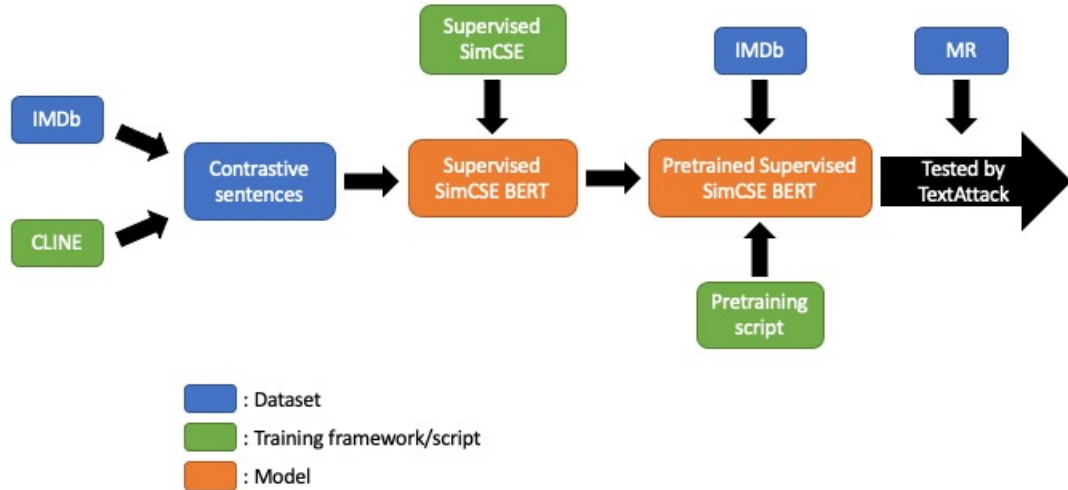 Supervised
SimCSE
IMDb
MR
IMDb
Contrastive
sentences
Supervised
SimCSE BERT
Pretrained Supervised
SimCSE BERT
Tested by
TextAttack
CLINE
Pretraining
script
: Dataset
: Training framework/script
: Model